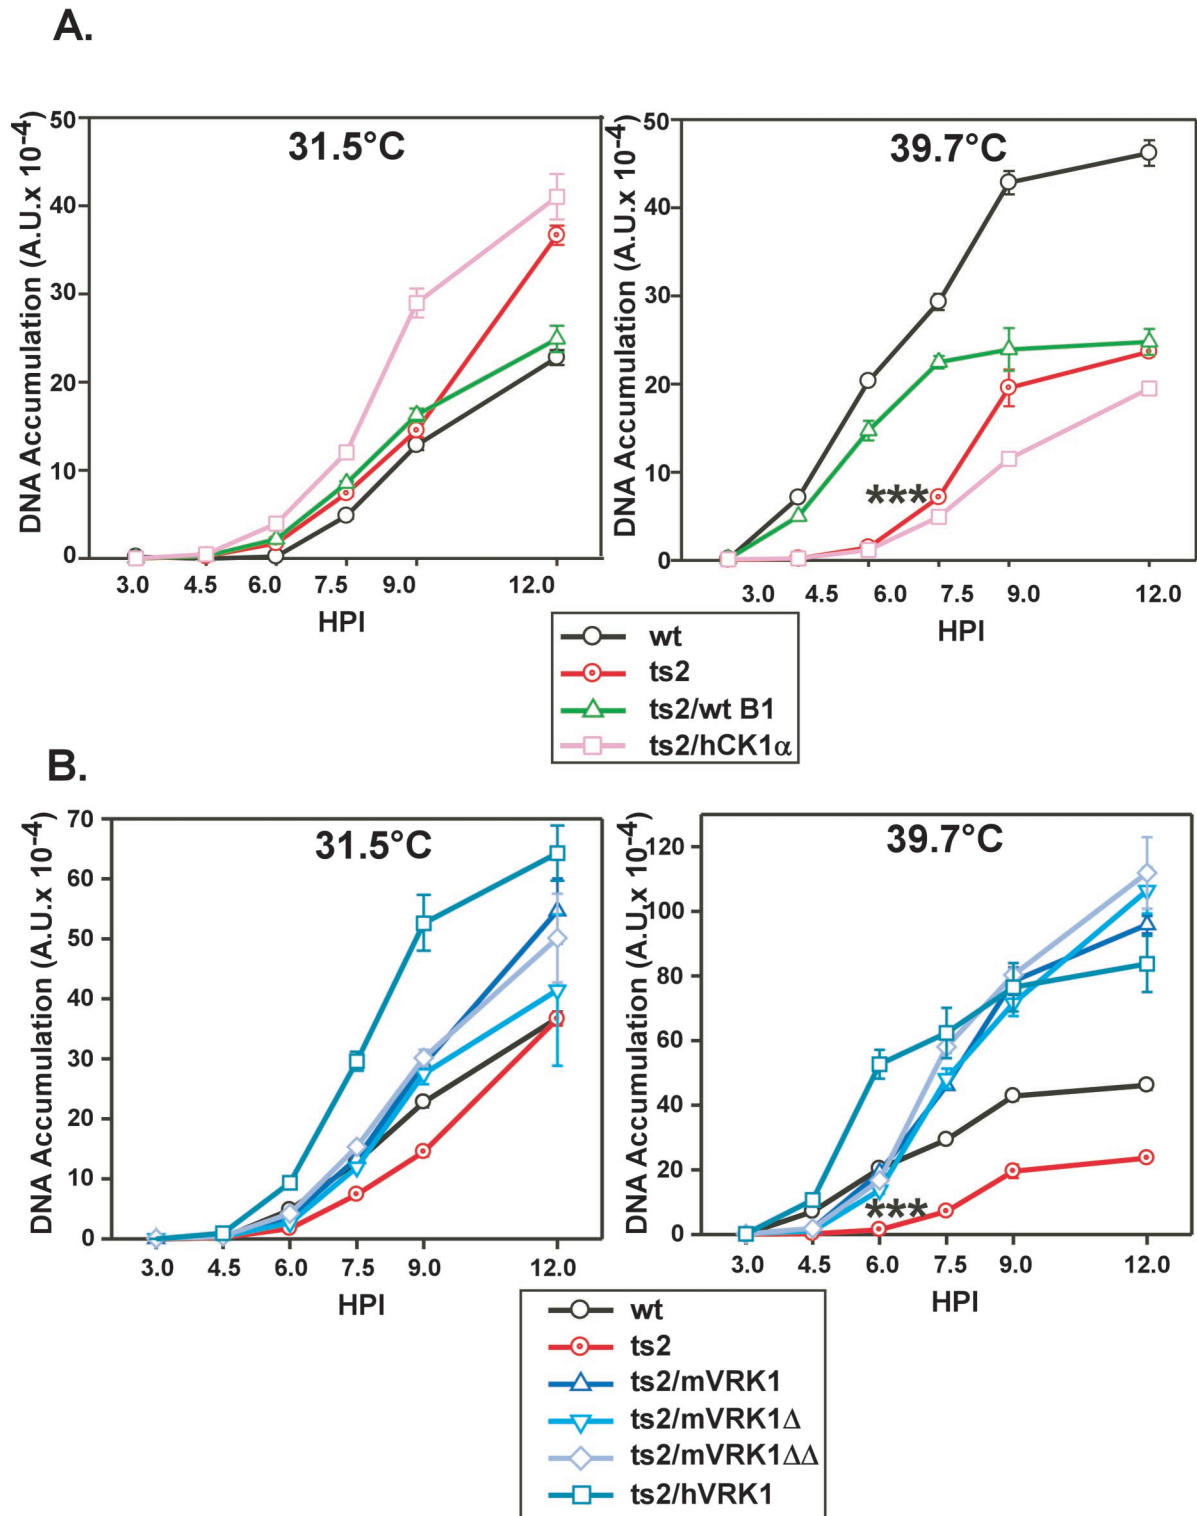 A.
DNA Accumulation (A.U.x 10-4)
50
40
30
20
10
0
31.5°C
3.0 4.5 6.0 7.5 9.0 12.0
HPI
DNA Accumulation (A.U.x 10-4)
50
40
30
20
10
0
39.7°C
***
3.0 4.5 6.0 7.5 9.0 12.0
HPI
wt
ts2
ts2/wt B1
ts2/hCK1α
B.
DNA Accumulation (A.U.x 10-4)
70
60
50
40
30
20
10
0
31.5°C
3.0 4.5 6.0 7.5 9.0 12.0
HPI
DNA Accumulation (A.U.x 10-4)
120
100
80
60
40
20
0
39.7°C
***
3.0 4.5 6.0 7.5 9.0 12.0
HPI
wt
ts2
ts2/mVRK1
ts2/mVRK1Δ
ts2/mVRK1ΔΔ
ts2/hVRK1